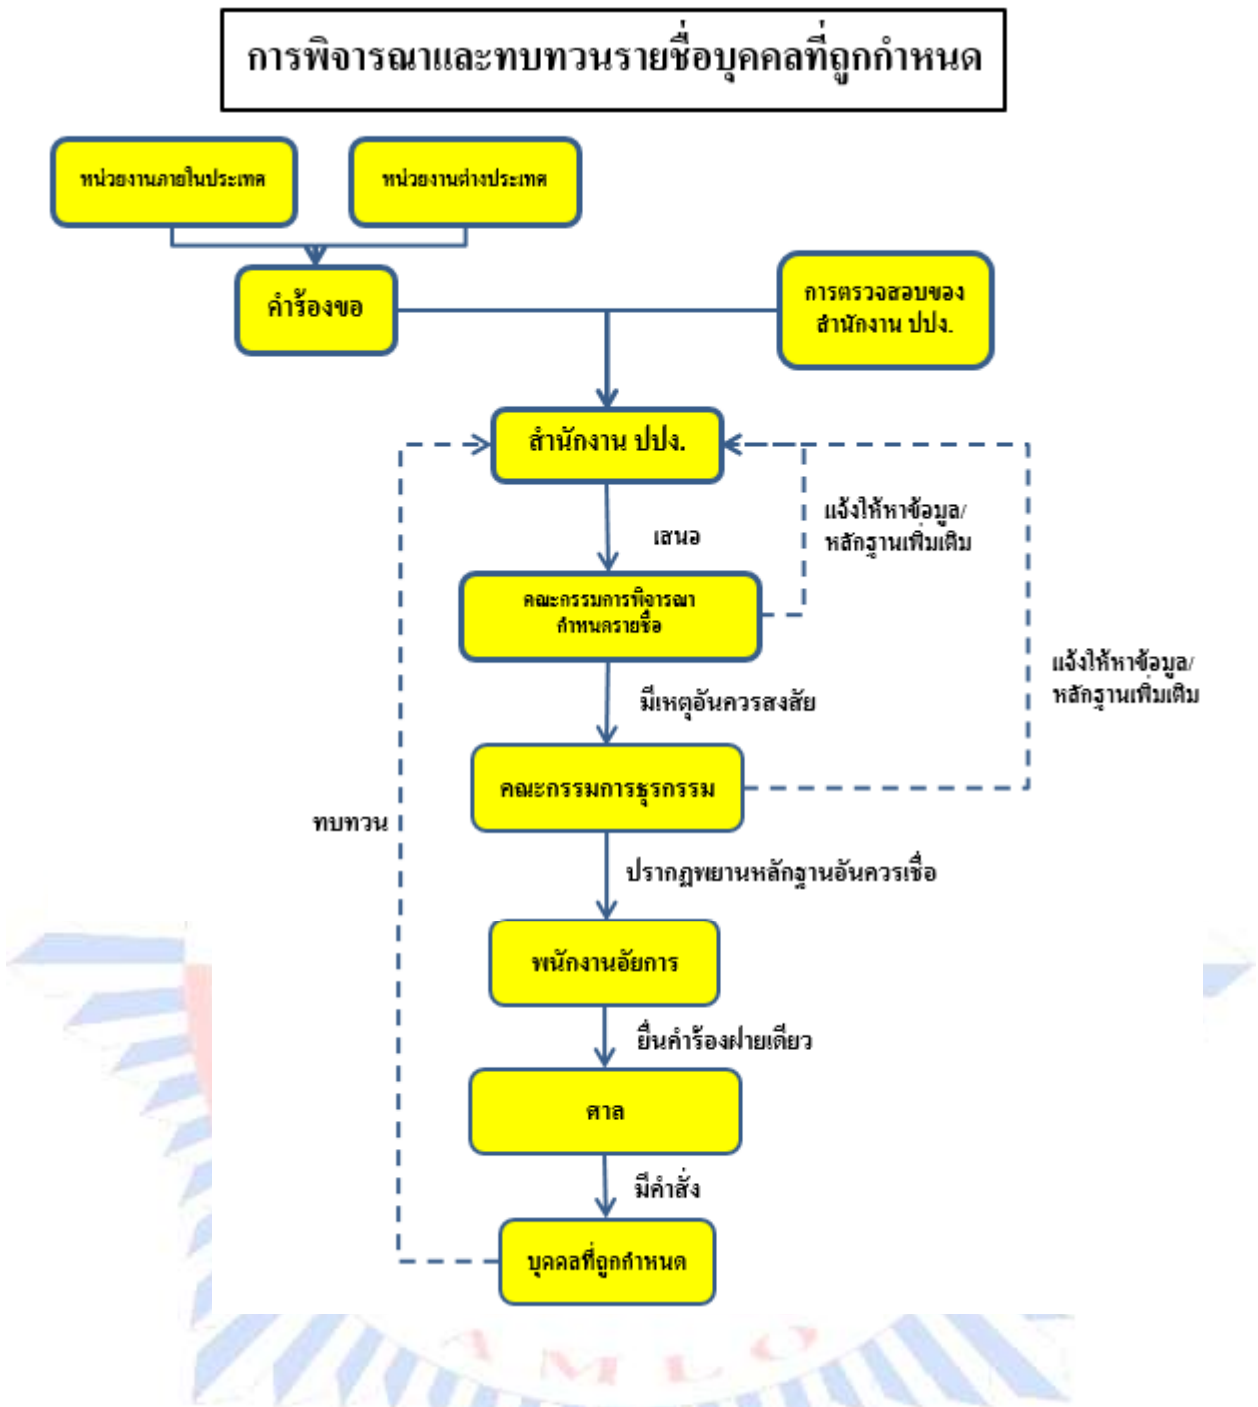 การพิจารณาและทบทวนรายชื่อบุคคลที่ถูกกำหนด
หน่วยงานภายในประเทศ
หน่วยงานต่างประเทศ
คำร้องขอ
การตรวจสอบของ
สำนักงาน ปปง.
สำนักงาน ปปง.
แจ้งให้หาข้อมูล/
หลักฐานเพิ่มเติม
เสนอ
คณะกรรมการพิจารณา
กำหนดรายชื่อ
แจ้งให้หาข้อมูล/
หลักฐานเพิ่มเติม
มีเหตุอันควรสงสัย
คณะกรรมการธุรกรรม
ทบทวน
ปรากฏพยานหลักฐานอันควรเชื่อ
พนักงานอัยการ
ยื่นคำร้องฝ่ายเดียว
ศาล
มีคำสั่ง
บุคคลที่ถูกกำหนด
AMLO